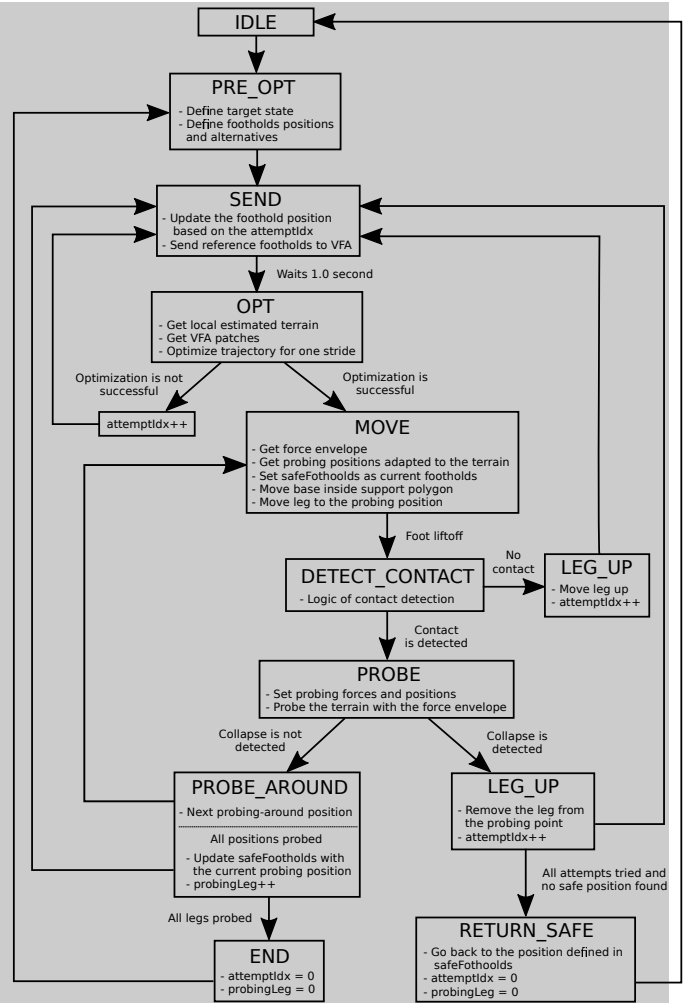 IDLE
PRE_OPT
- Define target state
- Define footholds positions
and alternatives
SEND
- Update the foothold position
based on the attemptIdx
- Send reference footholds to VFA
Waits 1.0 second
OPT
- Get local estimated terrain
- Get VFA patches
- Optimize trajectory for one stride
Optimization is not
successful
Optimization is
successful
attemptIdx++
MOVE
- Get force envelope
- Get probing positions adapted to the terrain
- Set safeFothoolds as current footholds
- Move base inside support polygon
- Move leg to the probing position
Foot liftoff
DETECT_CONTACT
- Logic of contact detection
No
contact
LEG_UP
- Move leg up
- attemptIdx++
Contact
is detected
PROBE
- Set probing forces and positions
- Probe the terrain with the force envelope
Collapse is not
detected
Collapse is
detected
PROBE_AROUND
- Next probing-around position
All positions probed
- Update safeFootholds with
the current probing position
- probingLeg++
LEG_UP
- Remove the leg from
the probing point
- attemptIdx++
All attempts tried and
no safe position found
All legs probed
END
- attemptIdx = 0
- probingLeg = 0
RETURN_SAFE
- Go back to the position defined in
safeFothoolds
- attemptIdx = 0
- probingLeg = 0